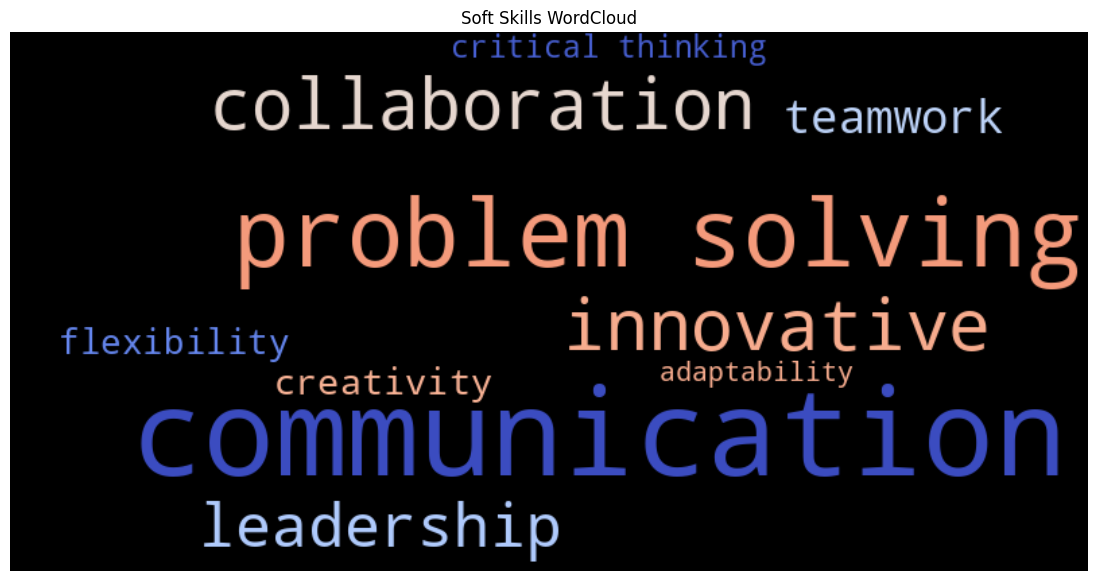 Soft Skills WordCloud
critical thinking
collaboration
teamwork
problem solving
innovative
flexibility
adaptability
creativity
communication
leadership